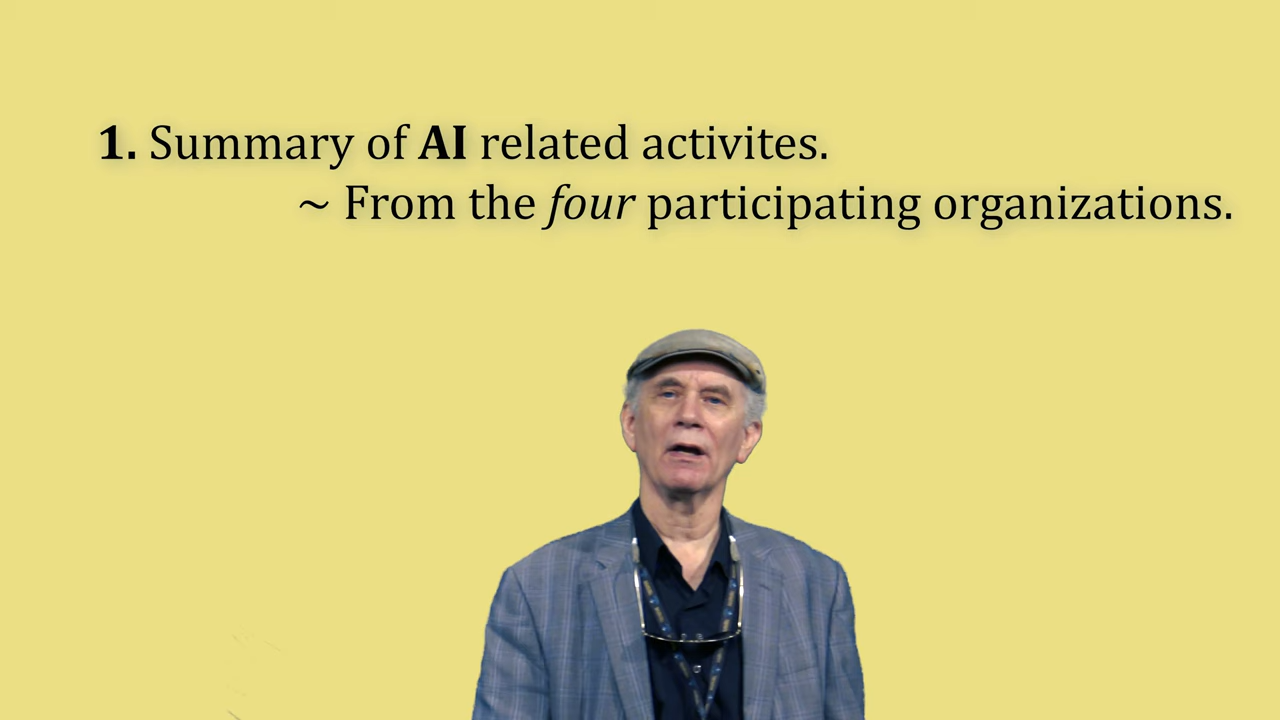 1. Summary of AI related activites.
~ From the four participating organizations.